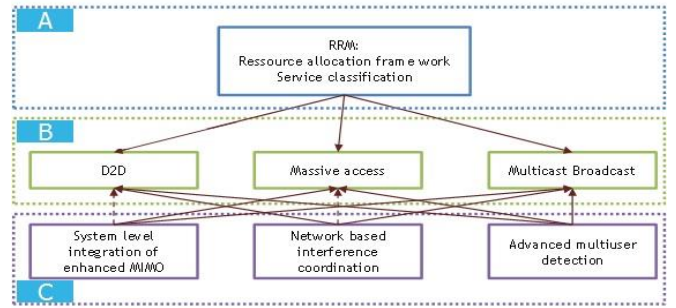 A
RRM:
Ressource allocation frame work
Service classification
B
D2D
Massive access
Multicast Broadcast
System level
integration of
enhanced MIMO
Network based
interference
coordination
Advanced multiuser
detection
C